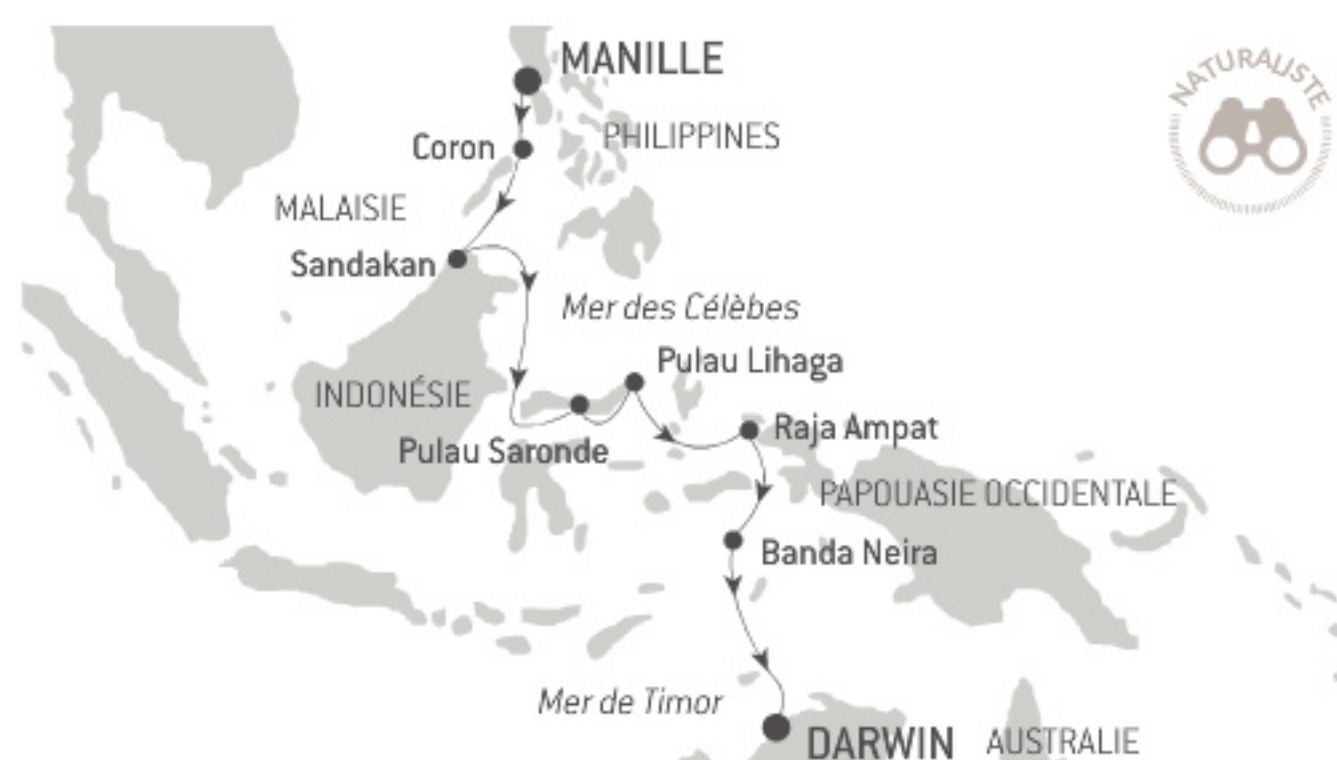 MANILLE
NATURALISTE
PHILIPPINES
Coron
MALAISIE
Sandakan
Mer des Célèbes
Pulau Lihaga
INDONÉSIE
Raja Ampat
Pulau Saronde
PAPOUASIE OCCIDENTALE
Banda Neira
Mer de Timor
DARWIN
AUSTRALIE